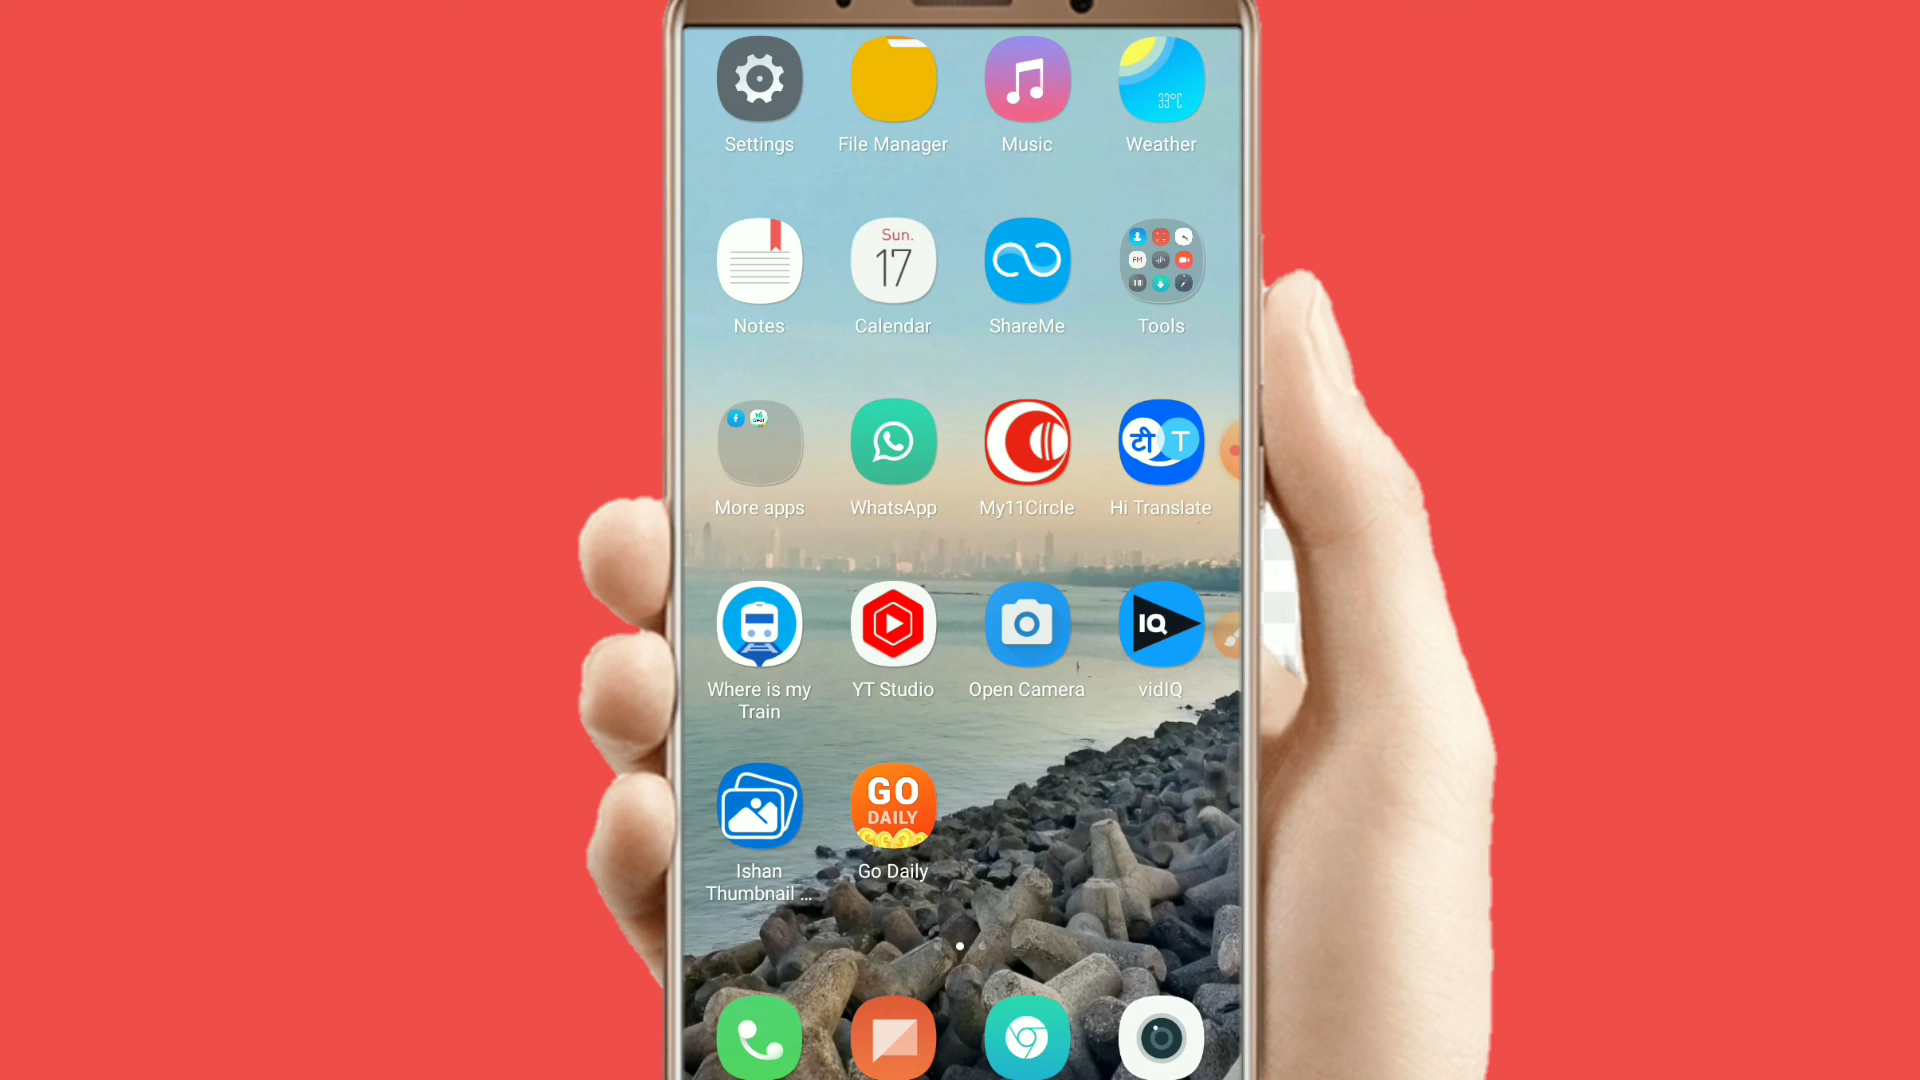 33°C
Settings
File Manager
Music
Weather
Sun.
17
FM
Notes
Calendar
ShareMe
Tools
टी T
More apps
WhatsApp
My11Circle
Hi Translate
IQ
Where is my
Train
YT Studio
Open Camera
vidIQ
GO
DAILY
Ishan
Thumbnail ...
Go Daily